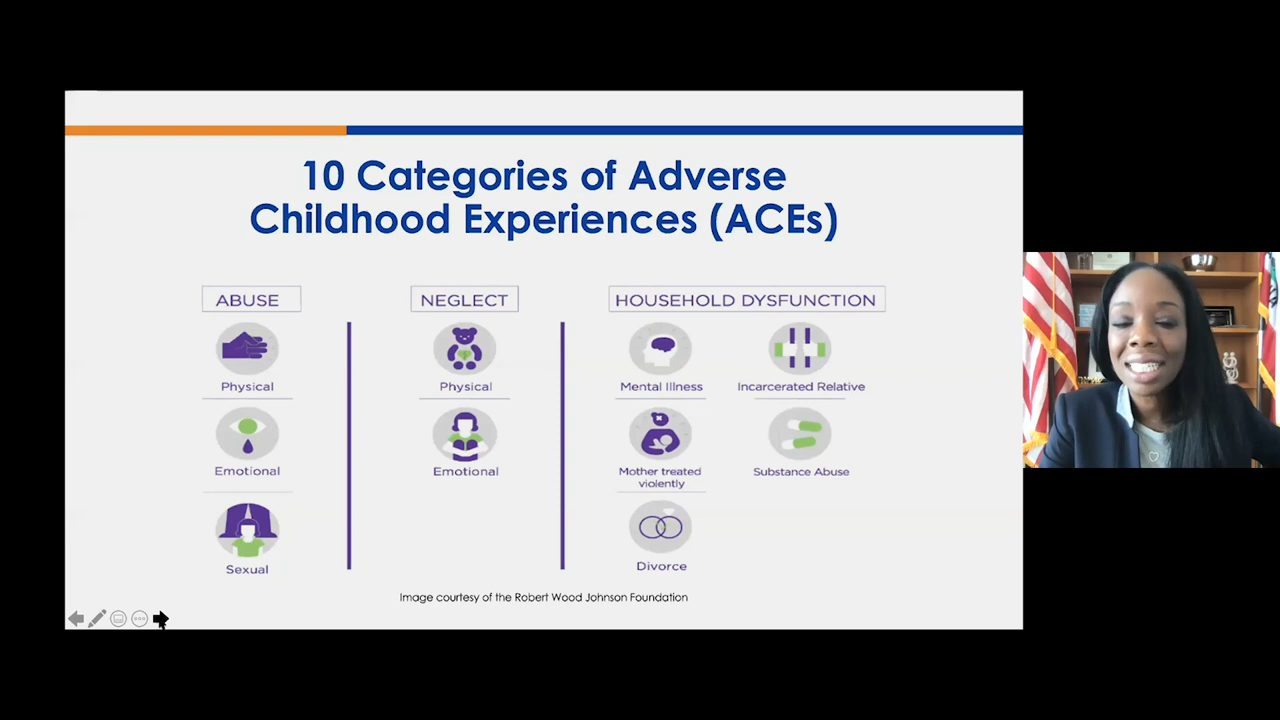 10 Categories of Adverse
Childhood Experiences (ACEs)
ABUSE
Physical
Emotional
Sexual
NEGLECT
Physical
Emotional
HOUSEHOLD DYSFUNCTION
Mental Illness
Incarcerated Relative
Mother treated
violently
Substance Abuse
Divorce
Image courtesy of the Robert Wood Johnson Foundation